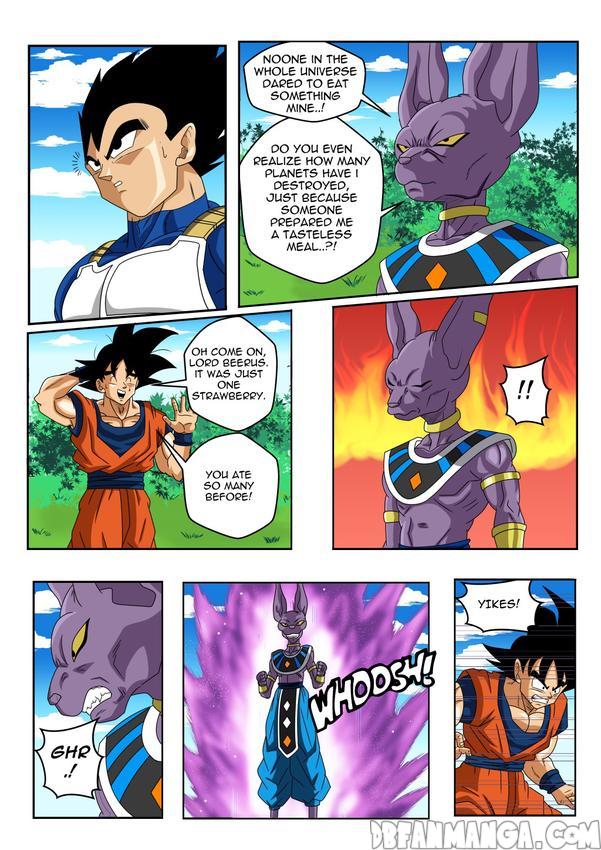 NOONE IN THE
WHOLE UNIVERSE
DARED TO EAT
SOMETHING
MINE..!
DO YOU EVEN
REALIZE HOW MANY
PLANETS HAVE I
DESTROYED,
JUST BECAUSE
SOMEONE
PREPARED ME
A TASTELESS
MEAL..?!
OH COME ON,
LORD BEERUS.
IT WAS JUST
ONE
STRAWBERRY.
YOU ATE
SO MANY
BEFORE!
!!
GHR
.!
WHOOSH!
YIKES!
DBFANMANGA.COM